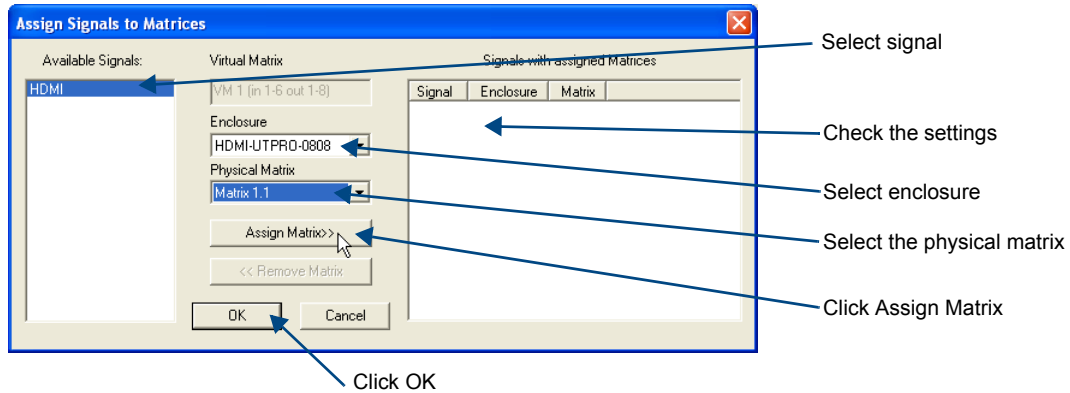 Assign Signals to Matrices
Available Signals:
HDMI
Virtual Matrix
VM 1 (in 1-6 out 1-8)
Enclosure
HDMI-UTPRO-0808
Physical Matrix
Matrix 1.1
Assign Matrix>>
<< Remove Matrix
OK
Cancel
Signals with assigned Matrices
Signal Enclosure Matrix
Select signal
Check the settings
Select enclosure
Select the physical matrix
Click Assign Matrix
Click OK